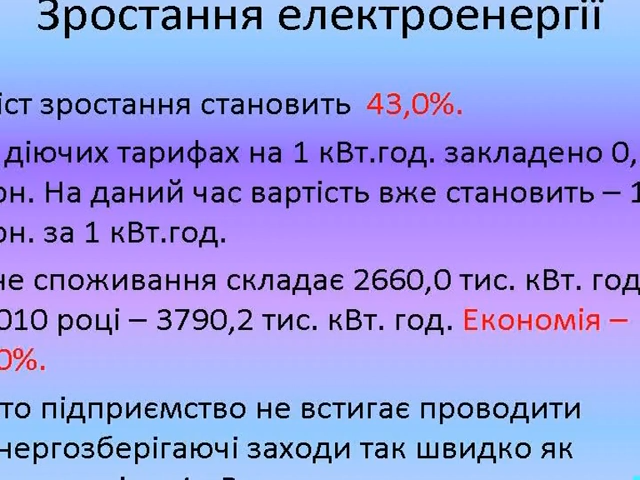 Зростання електроенергії
іст зростання становить 43,0%.
діючих тарифах на 1 кВт.год. закладено 0,
рн. На даний час вартість вже становить – 1
рн. за 1 кВт.год.
не споживання складає 2660,0 тис. кВт. год
010 році – 3790,2 тис. кВт. год. Економія –
0%.
то підприємство не встигає проводити
нергозберігаючі заходи так швидко як